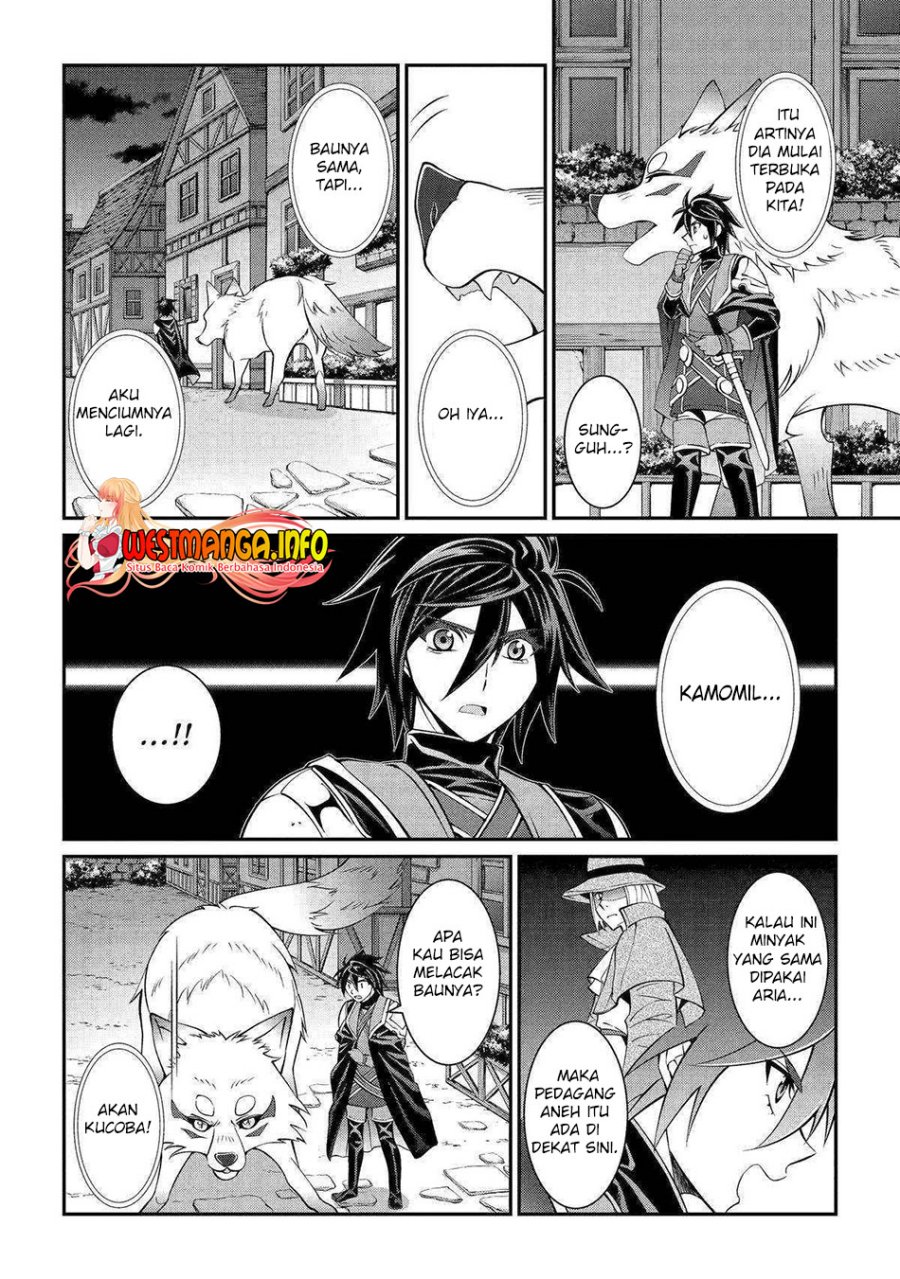 ITU
ARTINYA
DIA MULAI
TERBUKA
PADA
KITA!
SUNG-
GUH...?
OH IYA...
BAUNYA
SAMA,
TAPI...
AKU
MENCIUMNYA
LAGI.
WESTMANGA.INFO
Situs Baca Komik Berbahasa Indonesia
KAMOMIL...
...!!
KALAU INI
MINYAK
YANG SAMA
DIPAKAI
ARIA...
MAKA
PEDAGANG
ANEH ITU
ADA DI
DEKAT SINI.
APA
KAU BISA
MELACAK
BAUNYA?
AKAN
KUCOBA!